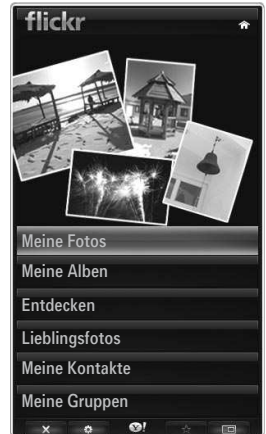 flickr
Meine Fotos
Meine Alben
Entdecken
Lieblingsfotos
Meine Kontakte
Meine Gruppen
Y!